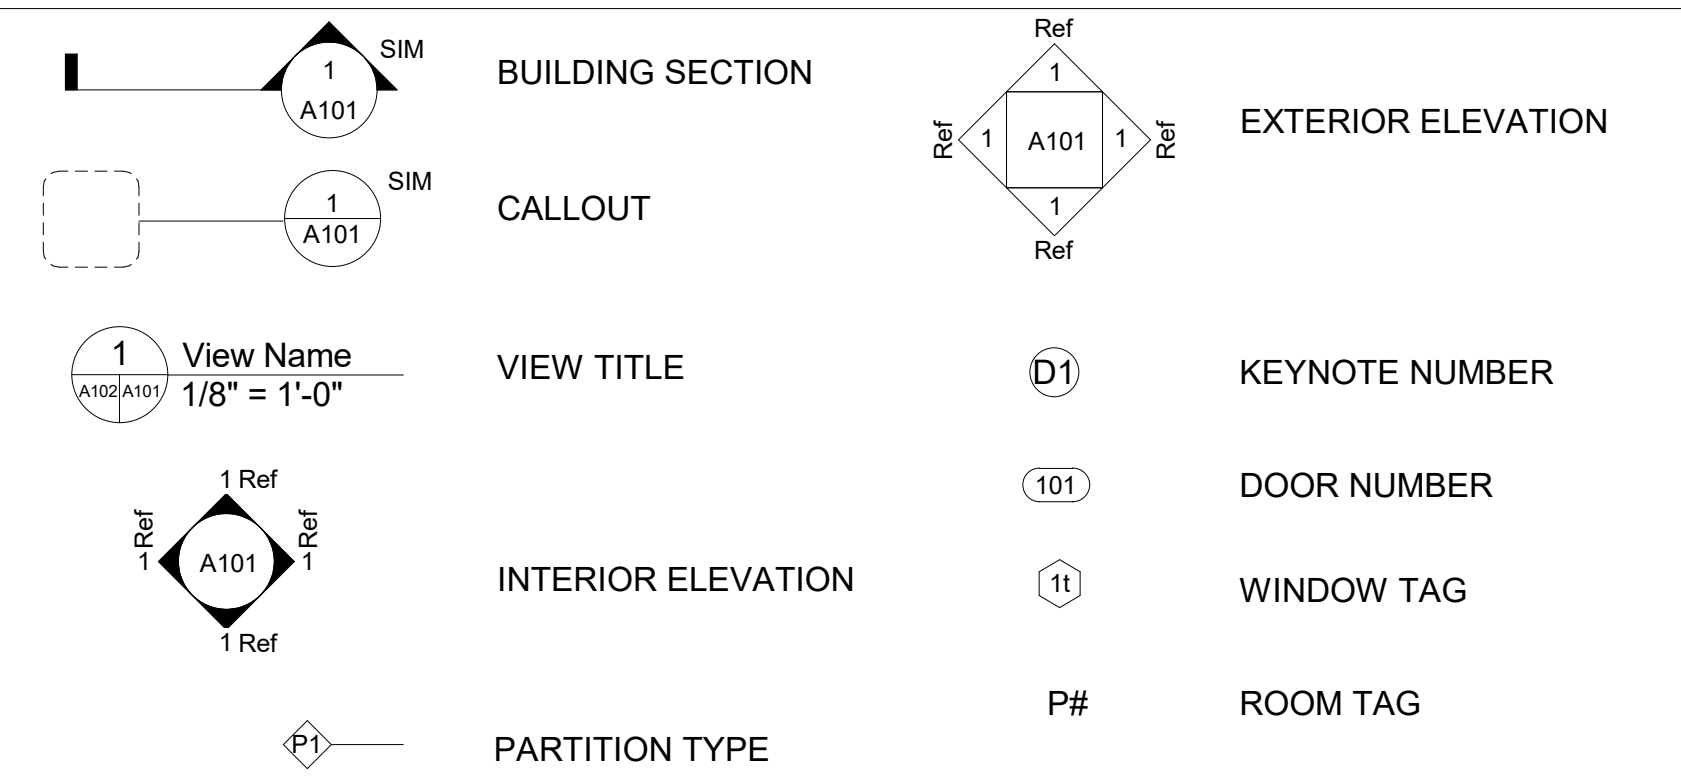 SIM
1
A101
BUILDING SECTION
SIM
1
A101
CALLOUT
1
A102 A101
View Name
1/8" = 1'-0"
VIEW TITLE
1 Ref
Ref
1
A101
Ref
1
1 Ref
INTERIOR ELEVATION
P1
PARTITION TYPE
Ref
1
Ref
1
A101
1
Ref
1
Ref
EXTERIOR ELEVATION
D1
KEYNOTE NUMBER
101
DOOR NUMBER
1t
WINDOW TAG
P#
ROOM TAG